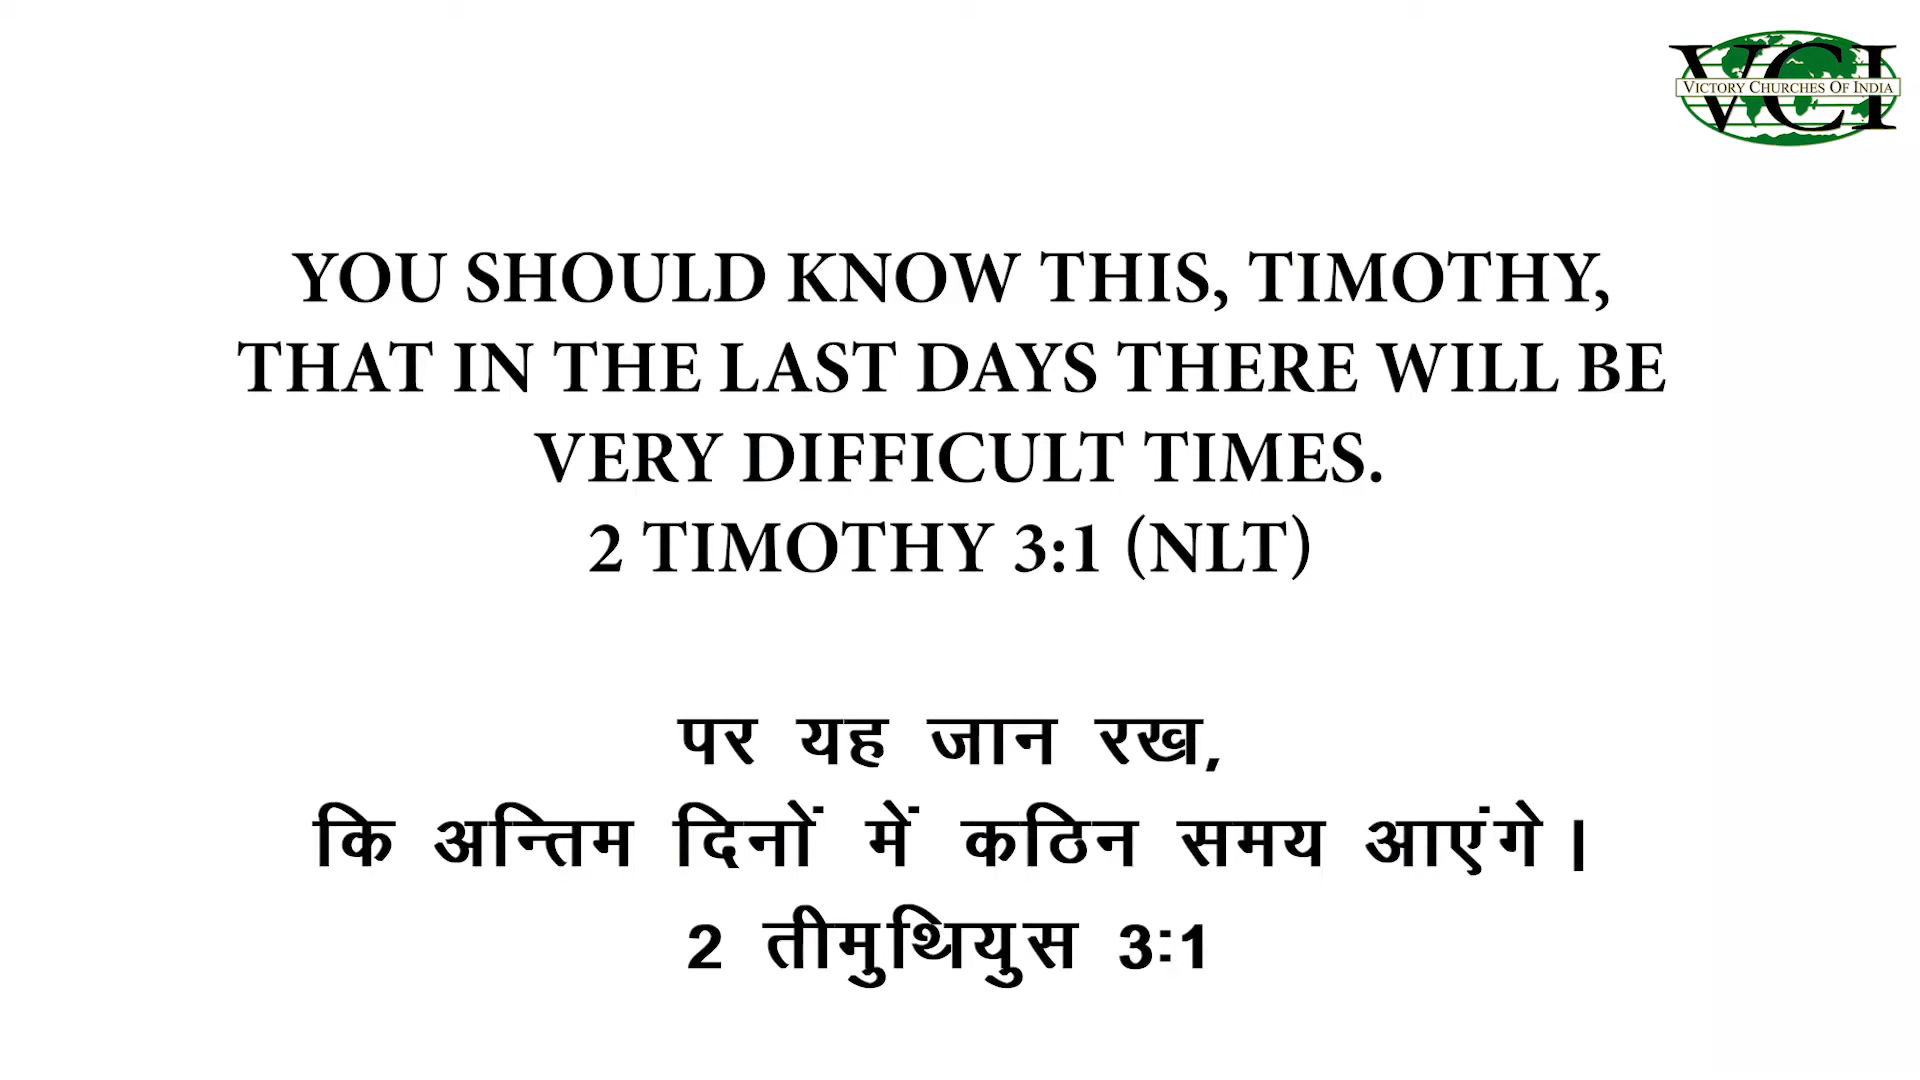 VCI
VICTORY CHURCHES OF INDIA
YOU SHOULD KNOW THIS, TIMOTHY,
THAT IN THE LAST DAYS THERE WILL BE
VERY DIFFICULT TIMES.
2 TIMOTHY 3:1 (NLT)
पर यह जान रख,
कि अन्तिम दिनों में कठिन समय आएंगे।
2 तीमुथियुस 3:1